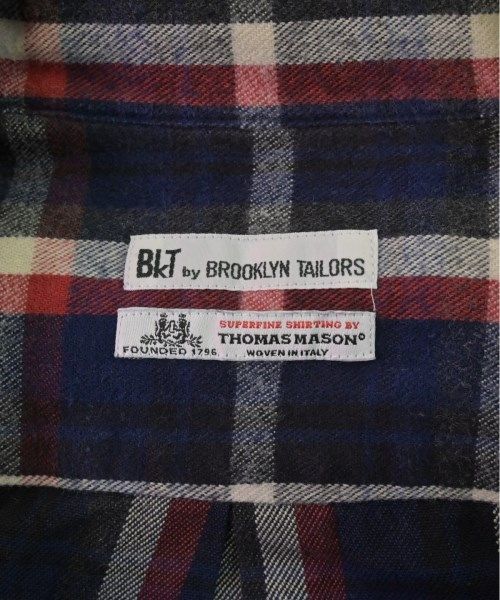 BkT by BROOKLYN TAILORS
SUPERFINE SHIRTING BY
THOMAS MASON®
FOUNDED 1796 WOVEN IN ITALY